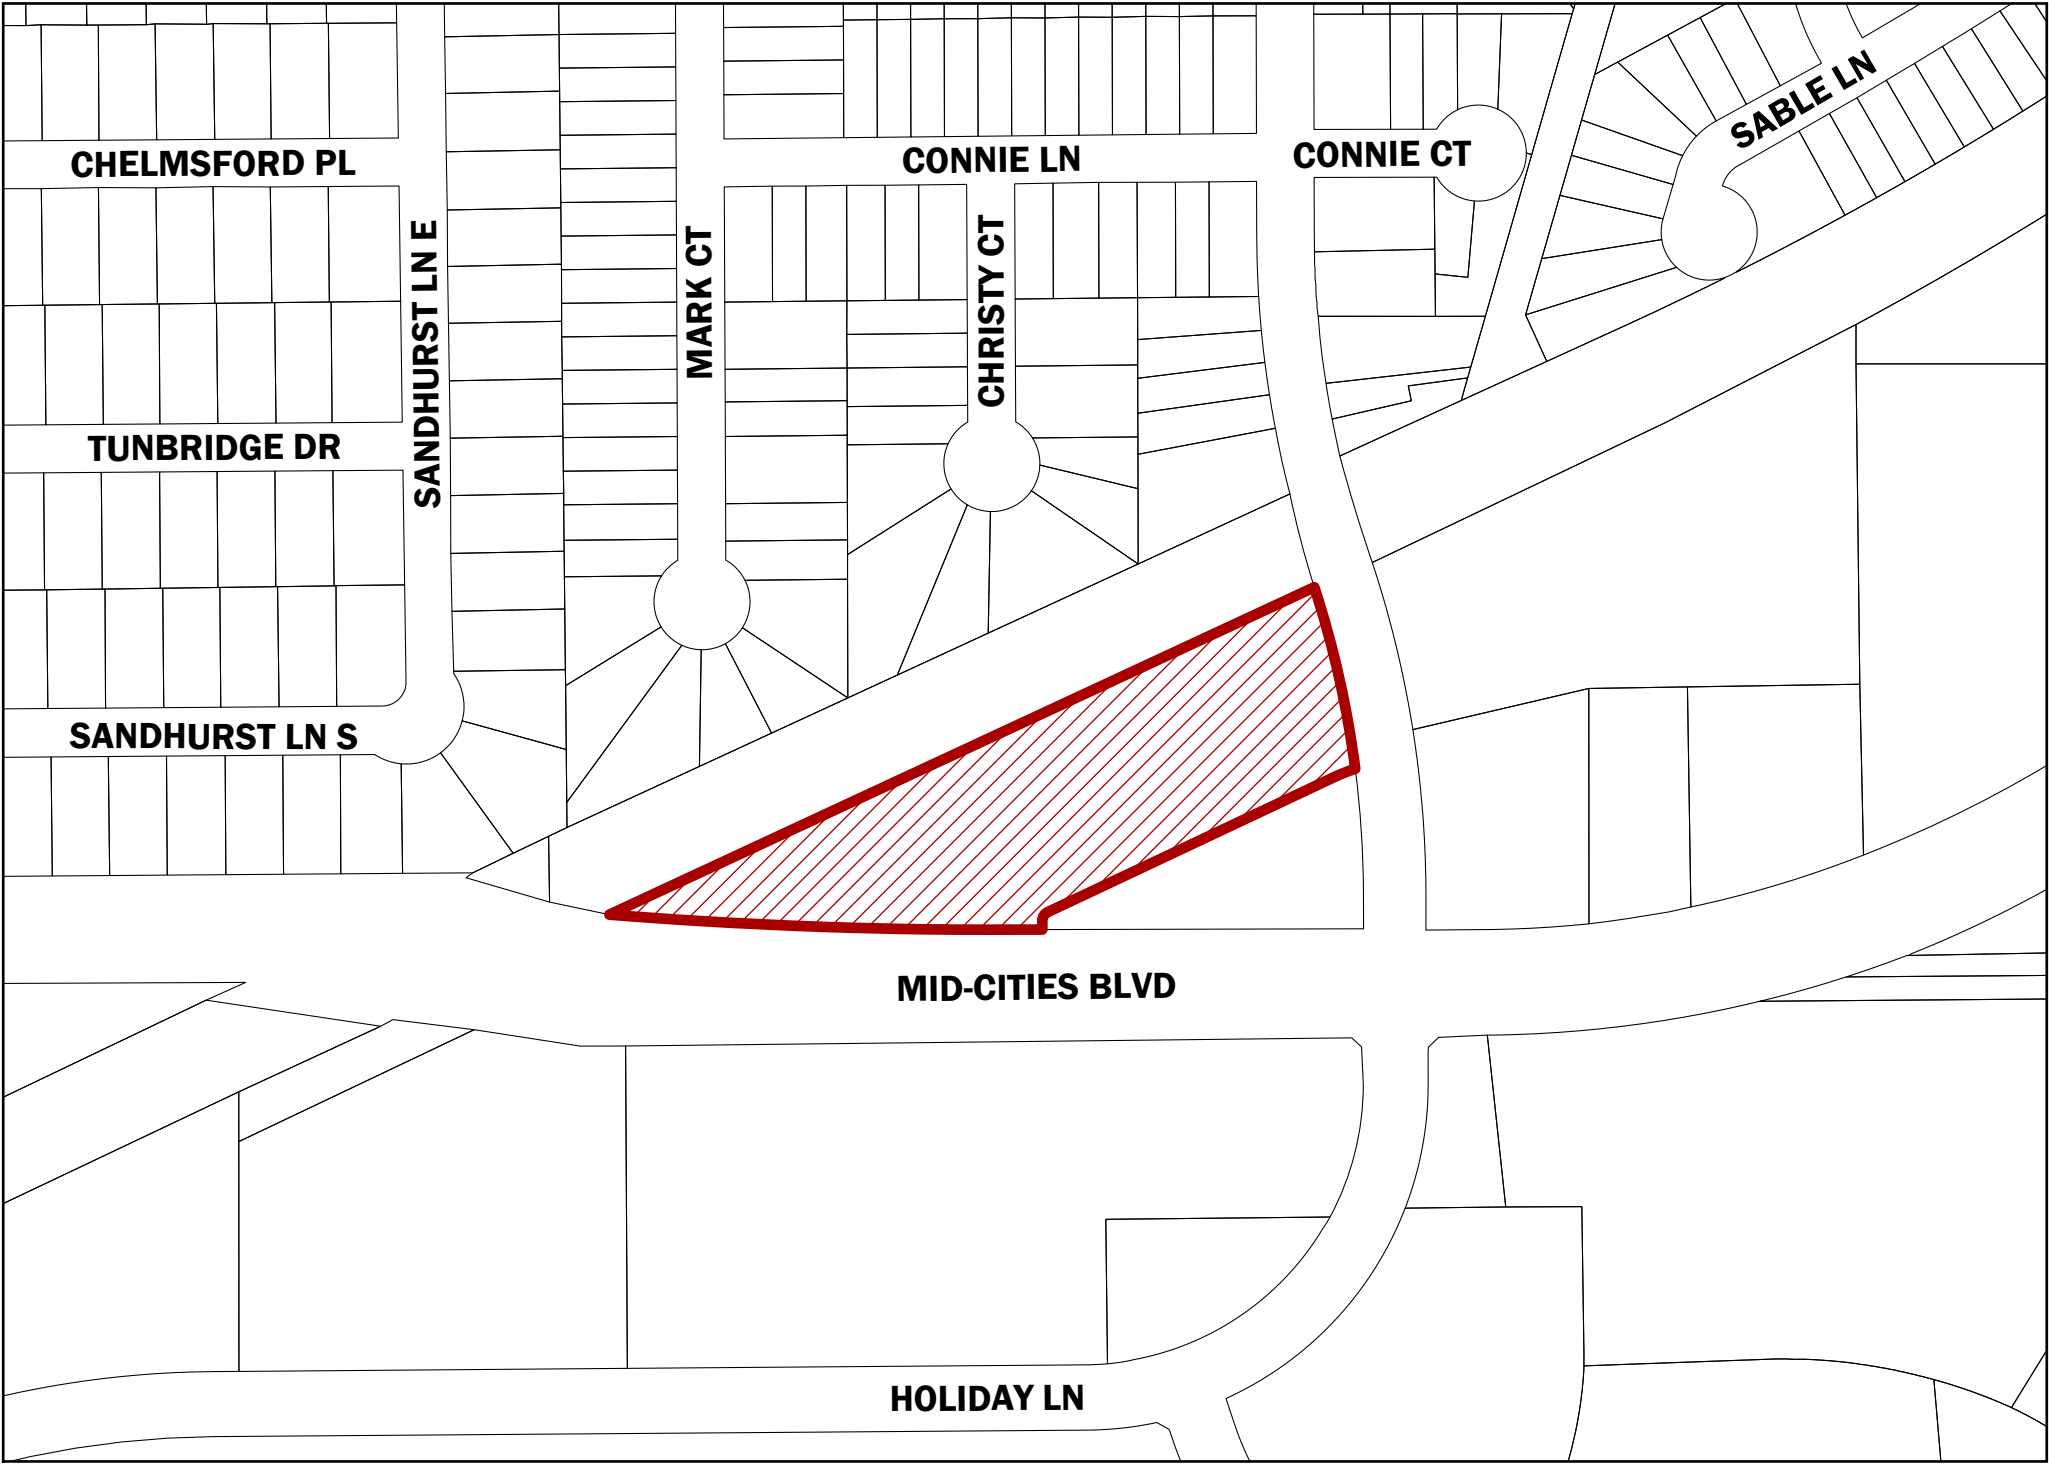 SABLE LN
CHELMSFORD PL
CONNIE LN
CONNIE CT
SANDHURST LN E
MARK CT
CHRISTY CT
TUNBRIDGE DR
SANDHURST LN S
MID-CITIES BLVD
HOLIDAY LN